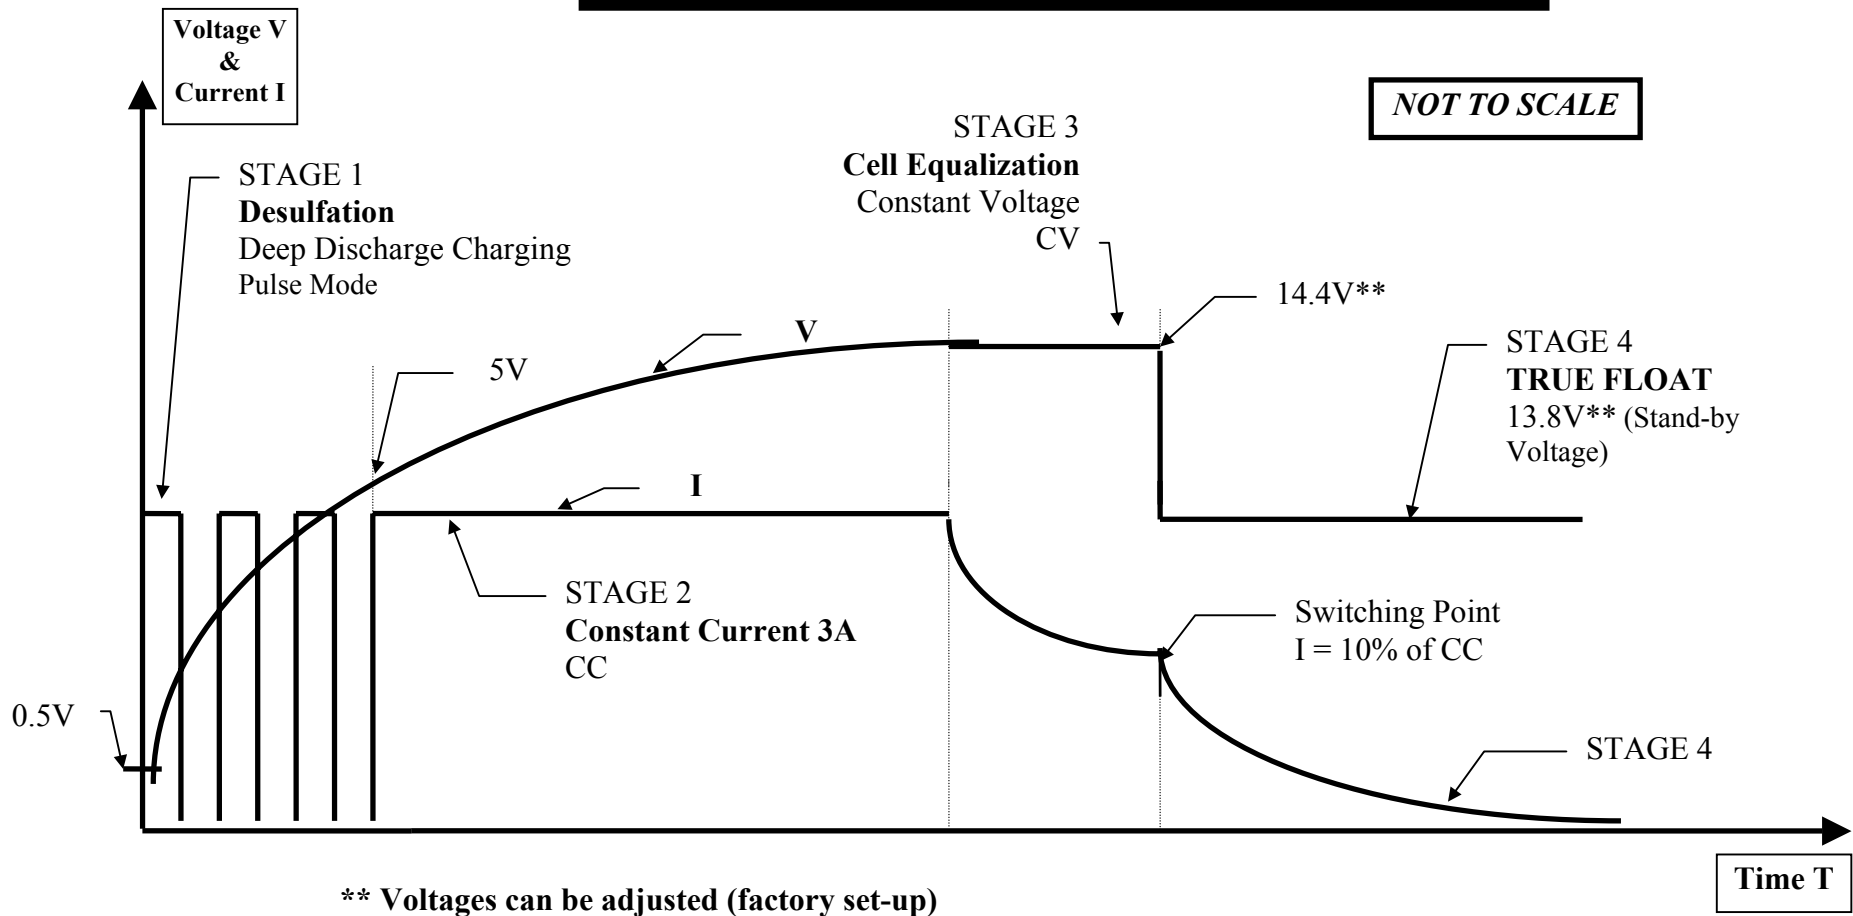 Voltage V
&
Current I
NOT TO SCALE
STAGE 1
Desulfation
Deep Discharge Charging
Pulse Mode
STAGE 3
Cell Equalization
Constant Voltage
CV
14.4V**
STAGE 4
TRUE FLOAT
13.8V** (Stand-by
Voltage)
V
5V
I
STAGE 2
Constant Current 3A
CC
Switching Point
I = 10% of CC
0.5V
STAGE 4
Time T
** Voltages can be adjusted (factory set-up)